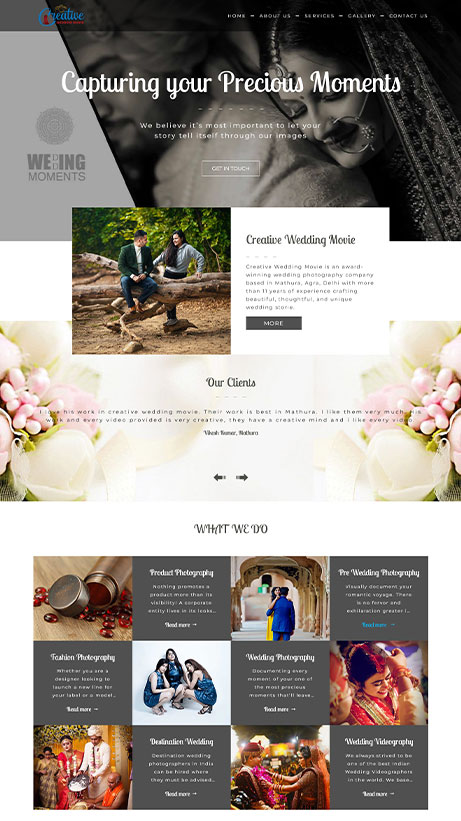 Creative
HOME
ABOUT US
SERVICES
GALLERY
CONTACT US
Capturing your Precious Moments
We believe it's most important to let your
story tell itself through our images
GET IN TOUCH
MOMENTS
Creative Wedding Movie
Creative Wedding Movie is an award-
winning wedding photography company
based in Mathura, Agra, Delhi with more
than 11 years of experience crafting
beautiful, thoughtful, and unique
wedding storie.
MORE
Our Clients
I love his work in creative wedding movie. Their work is best in Mathura. I like them very much. His
work and every video provided is very creative, they have a creative mind and i like every video.
Vikesh Kumar, Mathura
WHAT WE DO
Product Photography
Nothing promotes a
product more than its
visibility. A corporate
entity lives in its looks...
Read more →
Pre Wedding Photography
Visually document your
romantic voyage. There
is no fervor and
exhilaration greater t...
Read more →
Fashion Photography
Whether you are a
designer looking to
launch a new line for
your label or a model...
Read more →
Wedding Photography
Documenting every
moment of your one of
the most precious
moments that'll leave...
Read more →
Destination Wedding
Destination wedding
photographers in India
can be hired where
they must be advised...
Read more →
Wedding Videography
We always strived to be
one of the best Indian
Wedding Videographers
in the world. We base...
Read more →